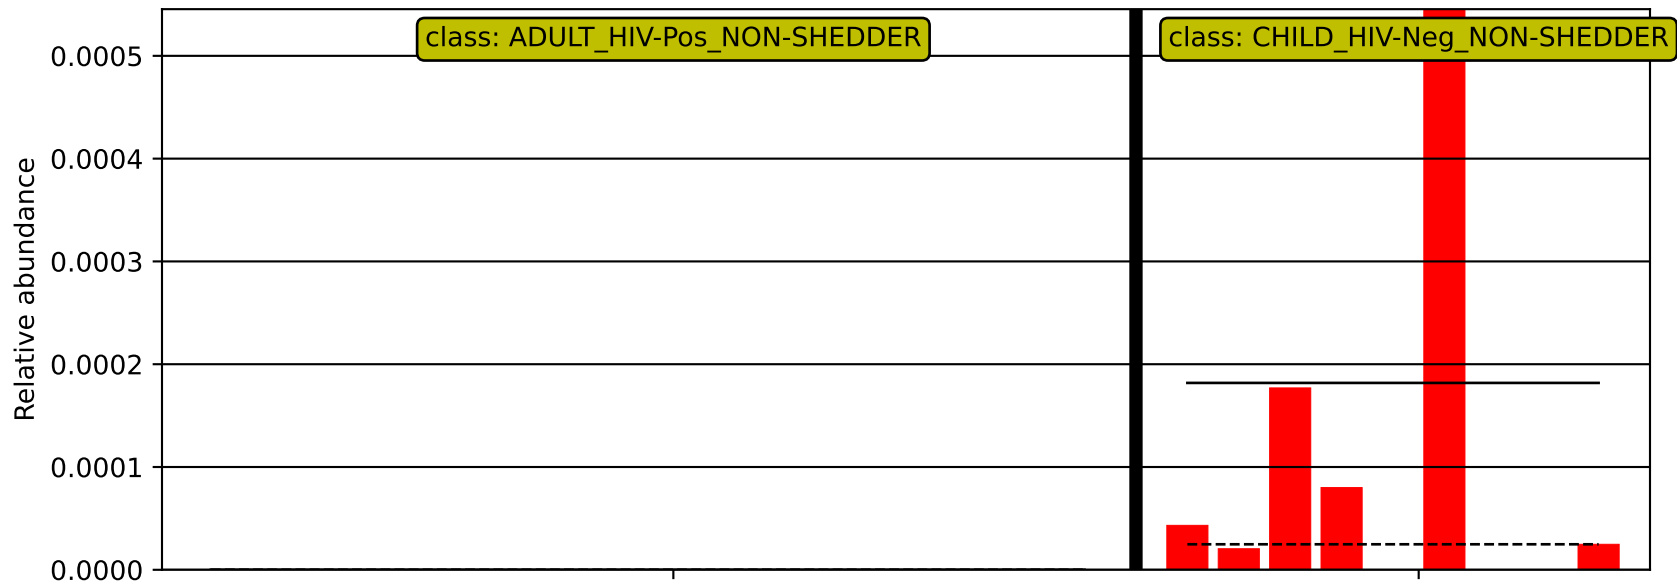 class: ADULT_HIV-Pos_NON-SHEDDER
class: CHILD_HIV-Neg_NON-SHEDDER
Relative abundance
0.0005
0.0004
0.0003
0.0002
0.0001
0.0000